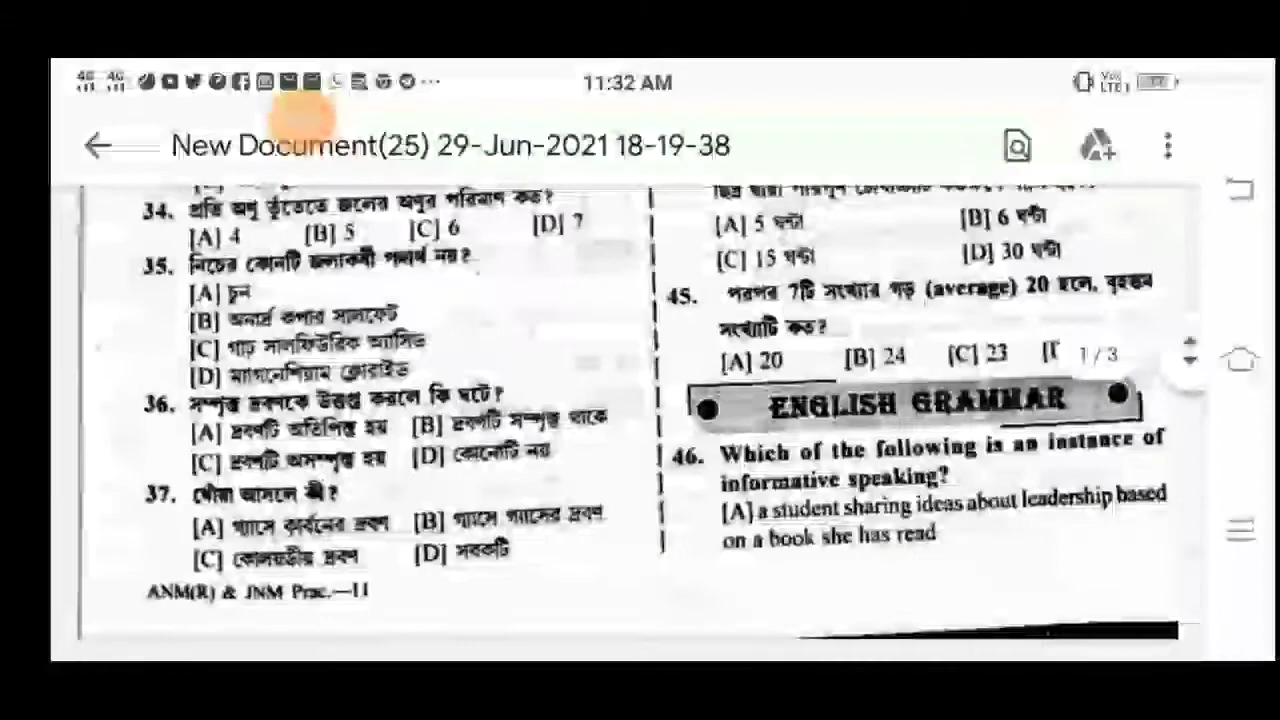 11:32 AM
New Document(25) 29-Jun-2021 18-19-38
34. প্রতি অণু তুঁতেতে জলের অণুর পরিমাণ কত?
[A] 4 [B] 5 [C] 6 [D] 7
35. নিচের কোনটি জলাকর্ষী পদার্থ নয়?
[A] চুন
[B] অনার্দ্র কপার সালফেট
[C] গাঢ় সালফিউরিক অ্যাসিড
[D] ম্যাগনেশিয়াম ক্লোরাইড
36. সম্পৃক্ত দ্রবণকে উত্তপ্ত করলে কি ঘটে?
[A] দ্রবণটি অতিপৃক্ত হয় [B] দ্রবণটি সম্পৃক্ত থাকে
[C] দ্রবণটি অসম্পৃক্ত হয় [D] কোনোটি নয়
37. ধোঁয়া আসলে কী?
[A] গ্যাসে কার্বনের দ্রবণ [B] গ্যাসে গ্যাসের দ্রবণ
[C] কোলয়ডীয় দ্রবণ [D] সবকটি
ANM(R) & JNM Prac.—11
[A] 5 ঘণ্টা [B] 6 ঘণ্টা
[C] 15 ঘণ্টা [D] 30 ঘণ্টা
45. পরপর 7টি সংখ্যার গড় (average) 20 হলে, বৃহত্তম
সংখ্যাটি কত?
[A] 20 [B] 24 [C] 23
1 / 3
ENGLISH GRAMMAR
46. Which of the following is an instance of
informative speaking?
[A] a student sharing ideas about leadership based
on a book she has read